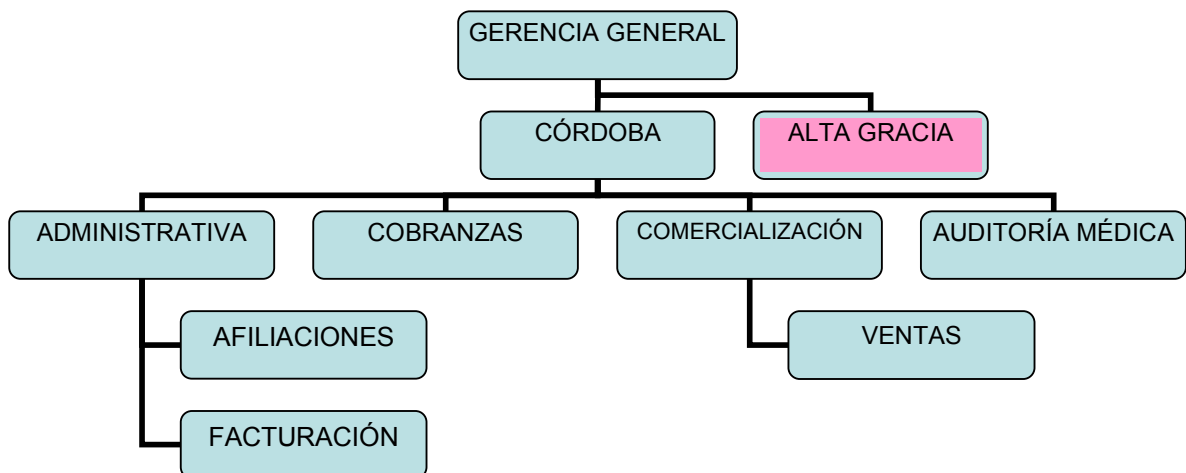 GERENCIA GENERAL
CÓRDOBA
ALTA GRACIA
ADMINISTRATIVA
COBRANZAS
COMERCIALIZACIÓN
AUDITORÍA MÉDICA
AFILIACIONES
VENTAS
FACTURACIÓN